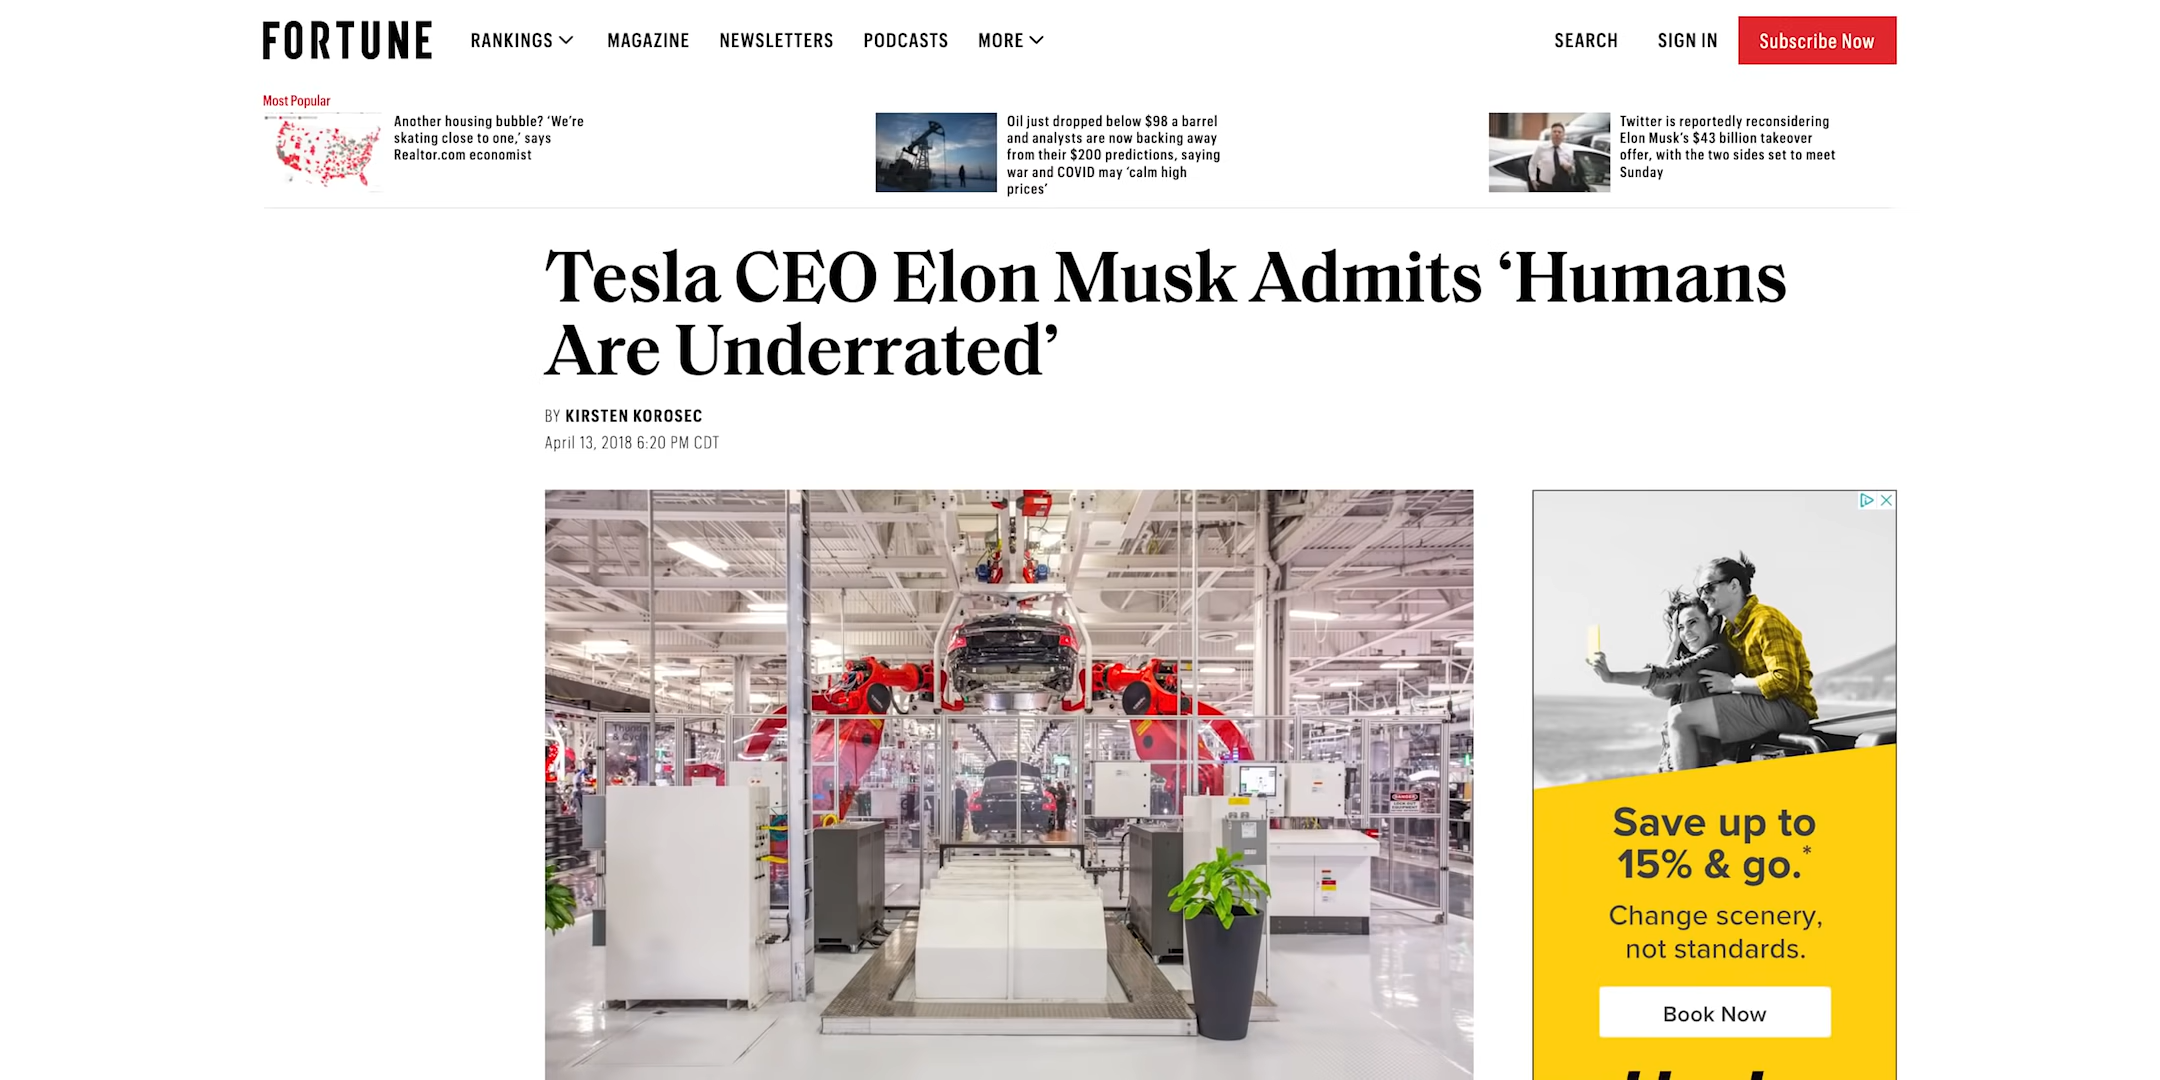 FORTUNE
RANKINGS
MAGAZINE
NEWSLETTERS
PODCASTS
MORE
SEARCH
SIGN IN
Subscribe Now
Most Popular
Another housing bubble? ‘We’re
skating close to one,’ says
Realtor.com economist
Oil just dropped below $98 a barrel
and analysts are now backing away
from their $200 predictions, saying
war and COVID may ‘calm high
prices’
Twitter is reportedly reconsidering
Elon Musk’s $43 billion takeover
offer, with the two sides set to meet
Sunday
Tesla CEO Elon Musk Admits ‘Humans
Are Underrated’
BY KIRSTEN KOROSEC
April 13, 2018 6:20 PM CDT
DANGER
Save up to
15% & go.*
Change scenery,
not standards.
Book Now